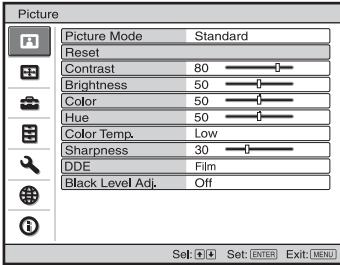 Picture
Picture Mode Standard
Reset
Contrast 80
Brightness 50
Color 50
Hue 50
Color Temp. Low
Sharpness 30
DDE Film
Black Level Adj. Off
Sel: Set: ENTER Exit: MENU